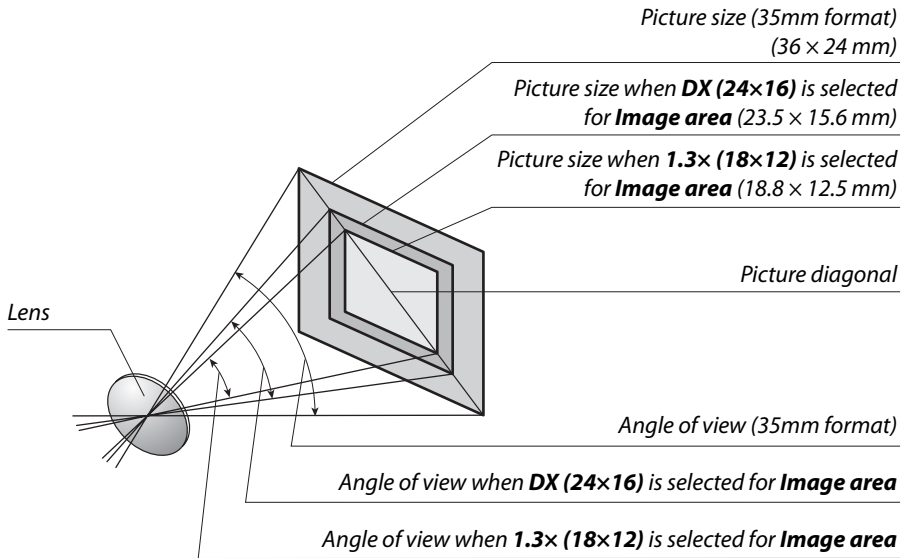 Picture size (35mm format)
(36 × 24 mm)
Picture size when DX (24×16) is selected
for Image area (23.5 × 15.6 mm)
Picture size when 1.3× (18×12) is selected
for Image area (18.8 × 12.5 mm)
Picture diagonal
Lens
Angle of view (35mm format)
Angle of view when DX (24×16) is selected for Image area
Angle of view when 1.3× (18×12) is selected for Image area